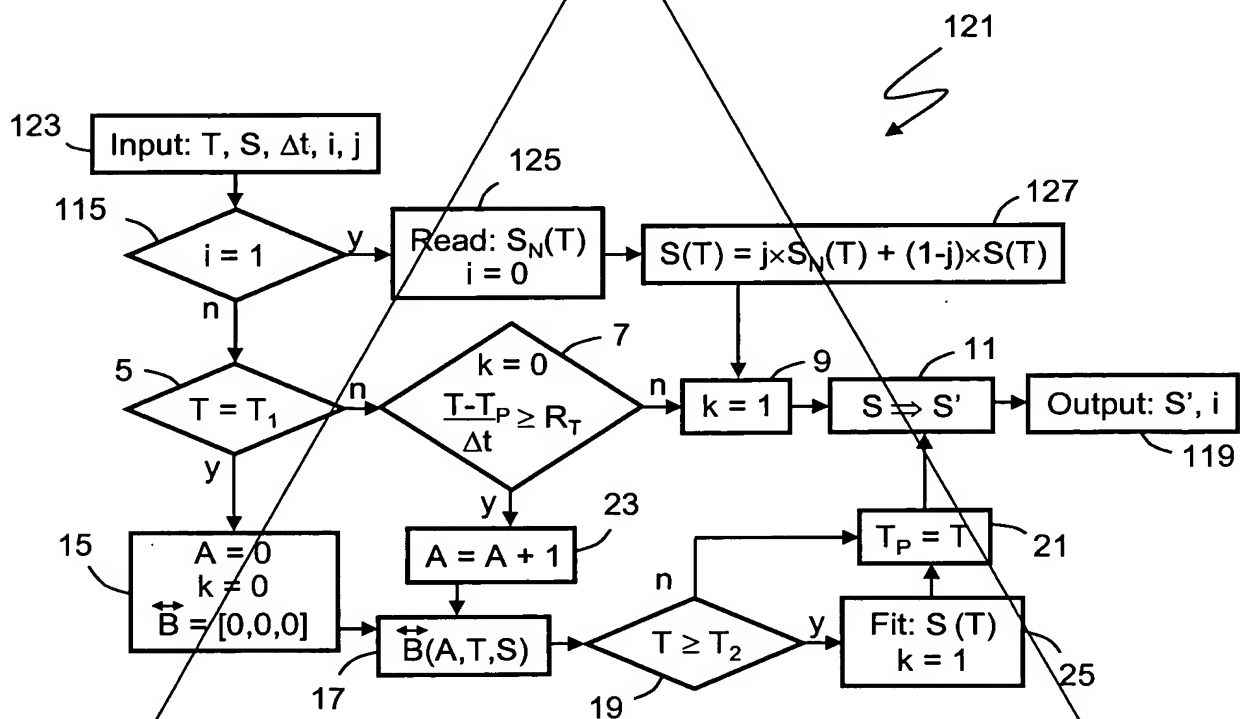 121
123
Input: T, S, Δt, i, j
125
127
115
i = 1
y
Read: S_N(T)
i = 0
S(T) = j×S_N(T) + (1-j)×S(T)
n
5
T = T_1
n
k = 0
T-T_P / Δt ≥ R_T
7
n
9
k = 1
11
S ⇒ S'
Output: S', i
119
y
y
23
A = A + 1
15
A = 0
k = 0
B = [0,0,0]
n
T_P = T
21
17
B(A,T,S)
T ≥ T_2
19
y
Fit: S (T)
k = 1
25